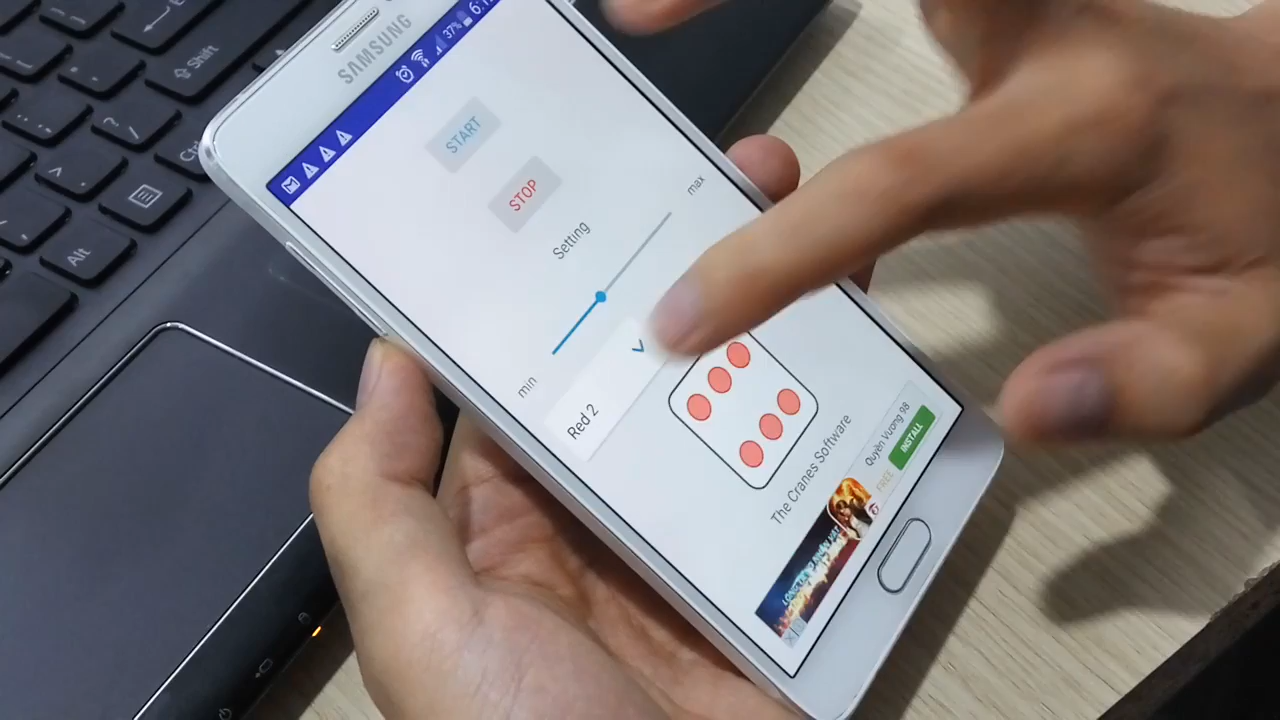 SAMSUNG
37%
START
STOP
Setting
max
min
Red 2
The Cranes Software
Quyền Vương 98
FREE
INSTALL
Shift
Alt